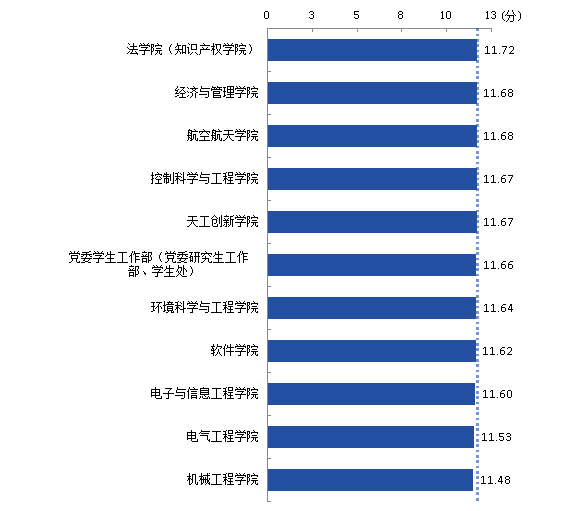 0 3 5 8 10 13 (分)
法学院（知识产权学院） 11.72
经济与管理学院 11.68
航空航天学院 11.68
控制科学与工程学院 11.67
天工创新学院 11.67
党委学生工作部（党委研究生工作
部、学生处） 11.66
环境科学与工程学院 11.64
软件学院 11.62
电子与信息工程学院 11.60
电气工程学院 11.53
机械工程学院 11.48